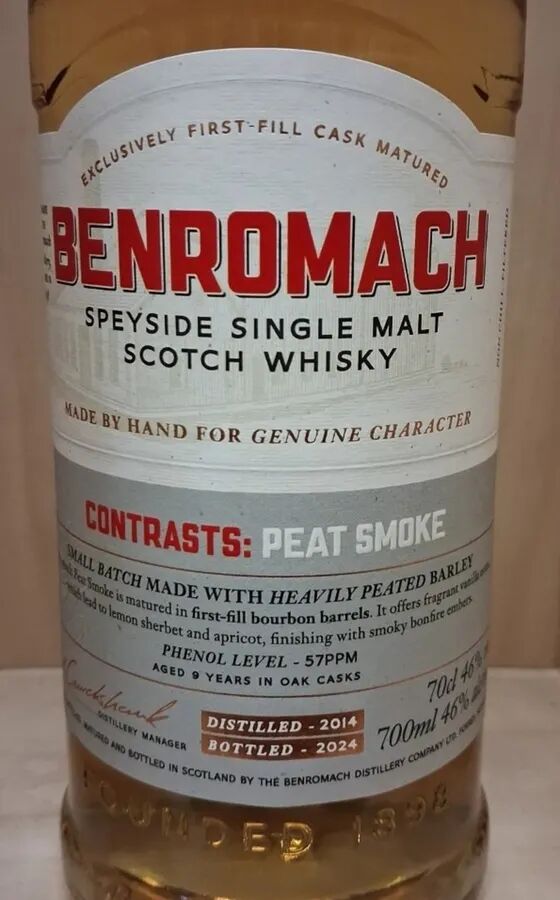 EXCLUSIVELY FIRST-FILL CASK MATURED
BENROMACH
SPEYSIDE SINGLE MALT
SCOTCH WHISKY
MADE BY HAND FOR GENUINE CHARACTER
NON CHILL FILTERED
CONTRASTS: PEAT SMOKE
SMALL BATCH MADE WITH HEAVILY PEATED BARLEY
Peat Smoke is matured in first-fill bourbon barrels. It offers fragrant vanilla
lead to lemon sherbet and apricot, finishing with smoky bonfire embers.
PHENOL LEVEL - 57PPM
AGED 9 YEARS IN OAK CASKS
70cl 46%
700ml 46%
DISTILLERY MANAGER
DISTILLED - 2014
BOTTLED - 2024
MATURED AND BOTTLED IN SCOTLAND BY THE BENROMACH DISTILLERY COMPANY LTD.
FOUNDED 1898